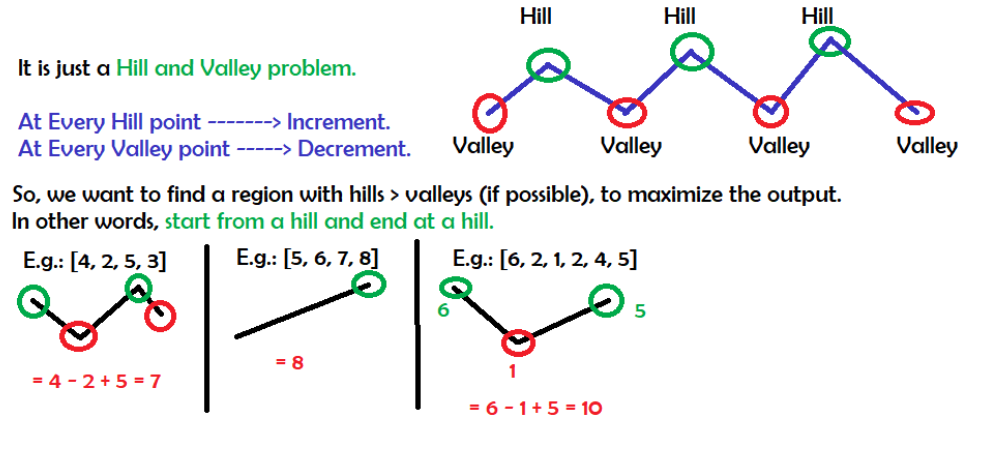 Hill Hill Hill
It is just a Hill and Valley problem.
At Every Hill point -------> Increment.
At Every Valley point -----> Decrement.
Valley Valley Valley Valley
So, we want to find a region with hills > valleys (if possible), to maximize the output.
In other words, start from a hill and end at a hill.
E.g.: [4, 2, 5, 3]
= 4 - 2 + 5 = 7
E.g.: [5, 6, 7, 8]
= 8
E.g.: [6, 2, 1, 2, 4, 5]
6 5
1
= 6 - 1 + 5 = 10